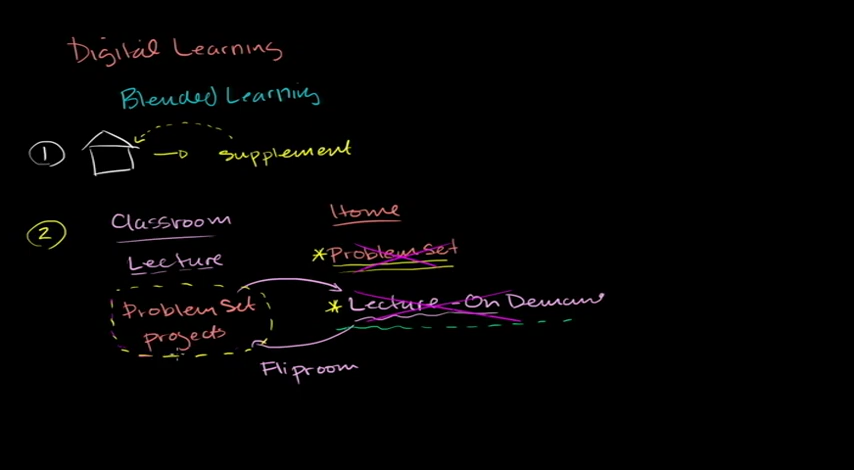 Digital Learning
Blended Learning
1 supplement
2 Classroom Home
Lecture *Problem Set
Problem Set *Lecture - On Demand
projects
Fliproom